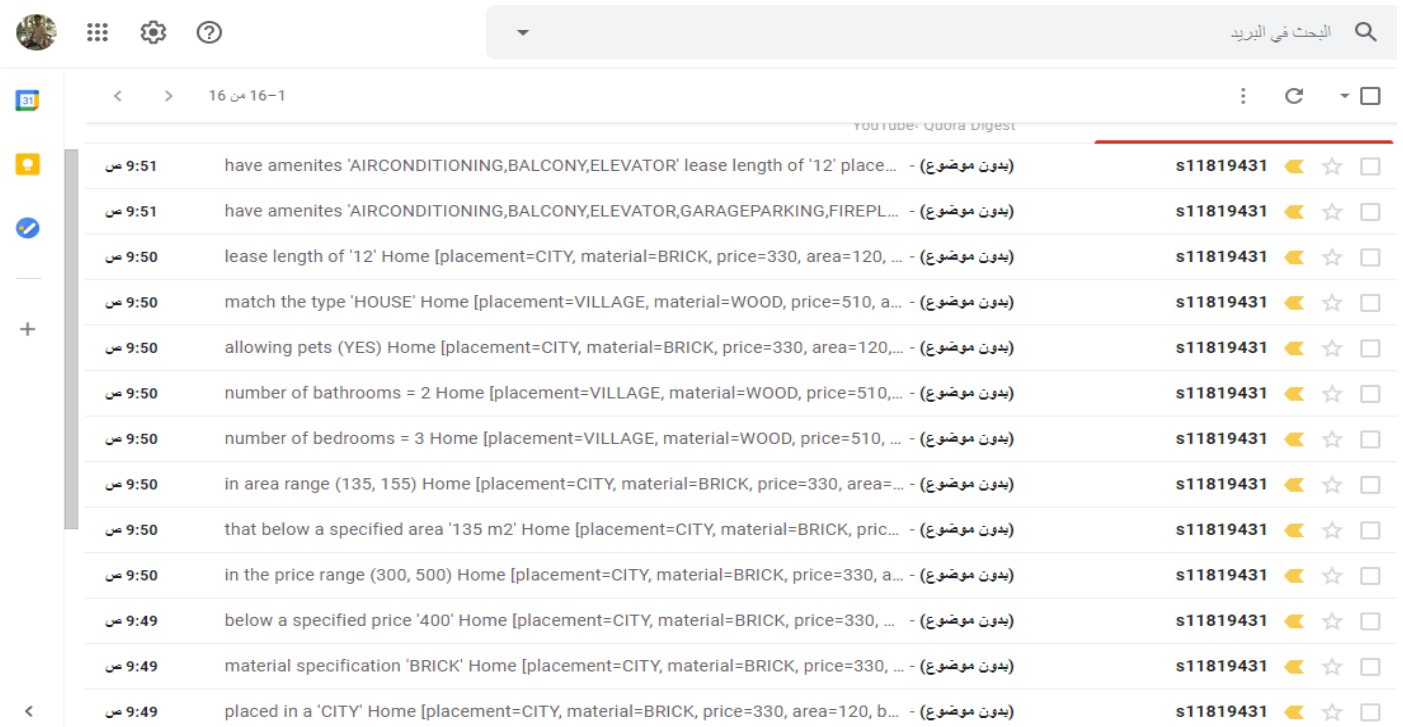 البحث في البريد
1–16 من 16
YouTube- Quora Digest
s11819431 (بدون موضوع) - have amenites 'AIRCONDITIONING,BALCONY,ELEVATOR' lease length of '12' place... 9:51 ص
s11819431 (بدون موضوع) - have amenites 'AIRCONDITIONING,BALCONY,ELEVATOR,GARAGEPARKING,FIREPL... 9:51 ص
s11819431 (بدون موضوع) - lease length of '12' Home [placement=CITY, material=BRICK, price=330, area=120, ... 9:50 ص
s11819431 (بدون موضوع) - match the type 'HOUSE' Home [placement=VILLAGE, material=WOOD, price=510, a... 9:50 ص
s11819431 (بدون موضوع) - allowing pets (YES) Home [placement=CITY, material=BRICK, price=330, area=120,... 9:50 ص
s11819431 (بدون موضوع) - number of bathrooms = 2 Home [placement=VILLAGE, material=WOOD, price=510,... 9:50 ص
s11819431 (بدون موضوع) - number of bedrooms = 3 Home [placement=VILLAGE, material=WOOD, price=510, ... 9:50 ص
s11819431 (بدون موضوع) - in area range (135, 155) Home [placement=CITY, material=BRICK, price=330, area=... 9:50 ص
s11819431 (بدون موضوع) - that below a specified area '135 m2' Home [placement=CITY, material=BRICK, pric... 9:50 ص
s11819431 (بدون موضوع) - in the price range (300, 500) Home [placement=CITY, material=BRICK, price=330, a... 9:50 ص
s11819431 (بدون موضوع) - below a specified price '400' Home [placement=CITY, material=BRICK, price=330, ... 9:49 ص
s11819431 (بدون موضوع) - material specification 'BRICK' Home [placement=CITY, material=BRICK, price=330, ... 9:49 ص
s11819431 (بدون موضوع) - placed in a 'CITY' Home [placement=CITY, material=BRICK, price=330, area=120, b... 9:49 ص
31